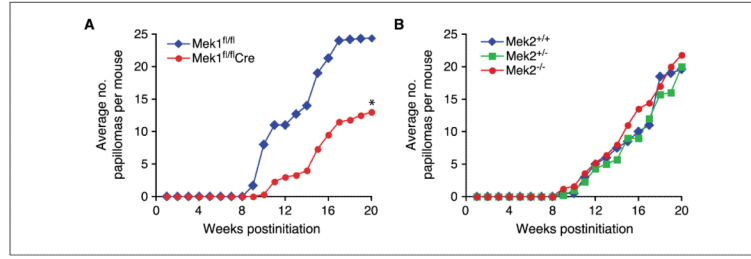 A
Average no.
papillomas per mouse
25
20
15
10
5
0
0
4
8
12
16
20
Weeks postinitiation
Mek1fl/fl
Mek1fl/flCre
*
B
Average no.
papillomas per mouse
25
20
15
10
5
0
0
4
8
12
16
20
Weeks postinitiation
Mek2+/+
Mek2+/-
Mek2-/-